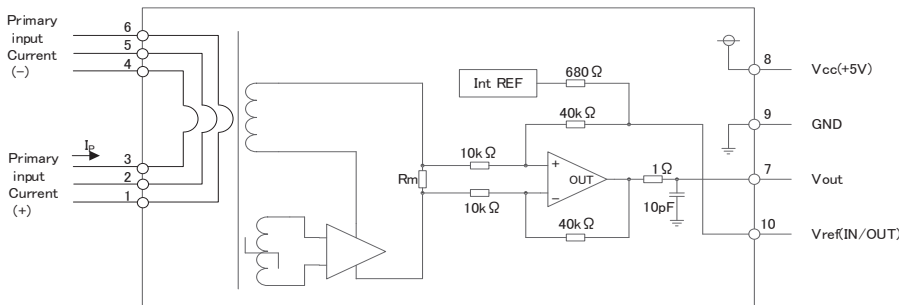 Primary
input
Current
(-)
6
5
4
Primary
input
Current
(+)
IP
3
2
1
Int REF
680Ω
40kΩ
10kΩ
Rm
10kΩ
+
OUT
−
40kΩ
1Ω
10pF
8 Vcc(+5V)
9 GND
7 Vout
10 Vref(IN/OUT)